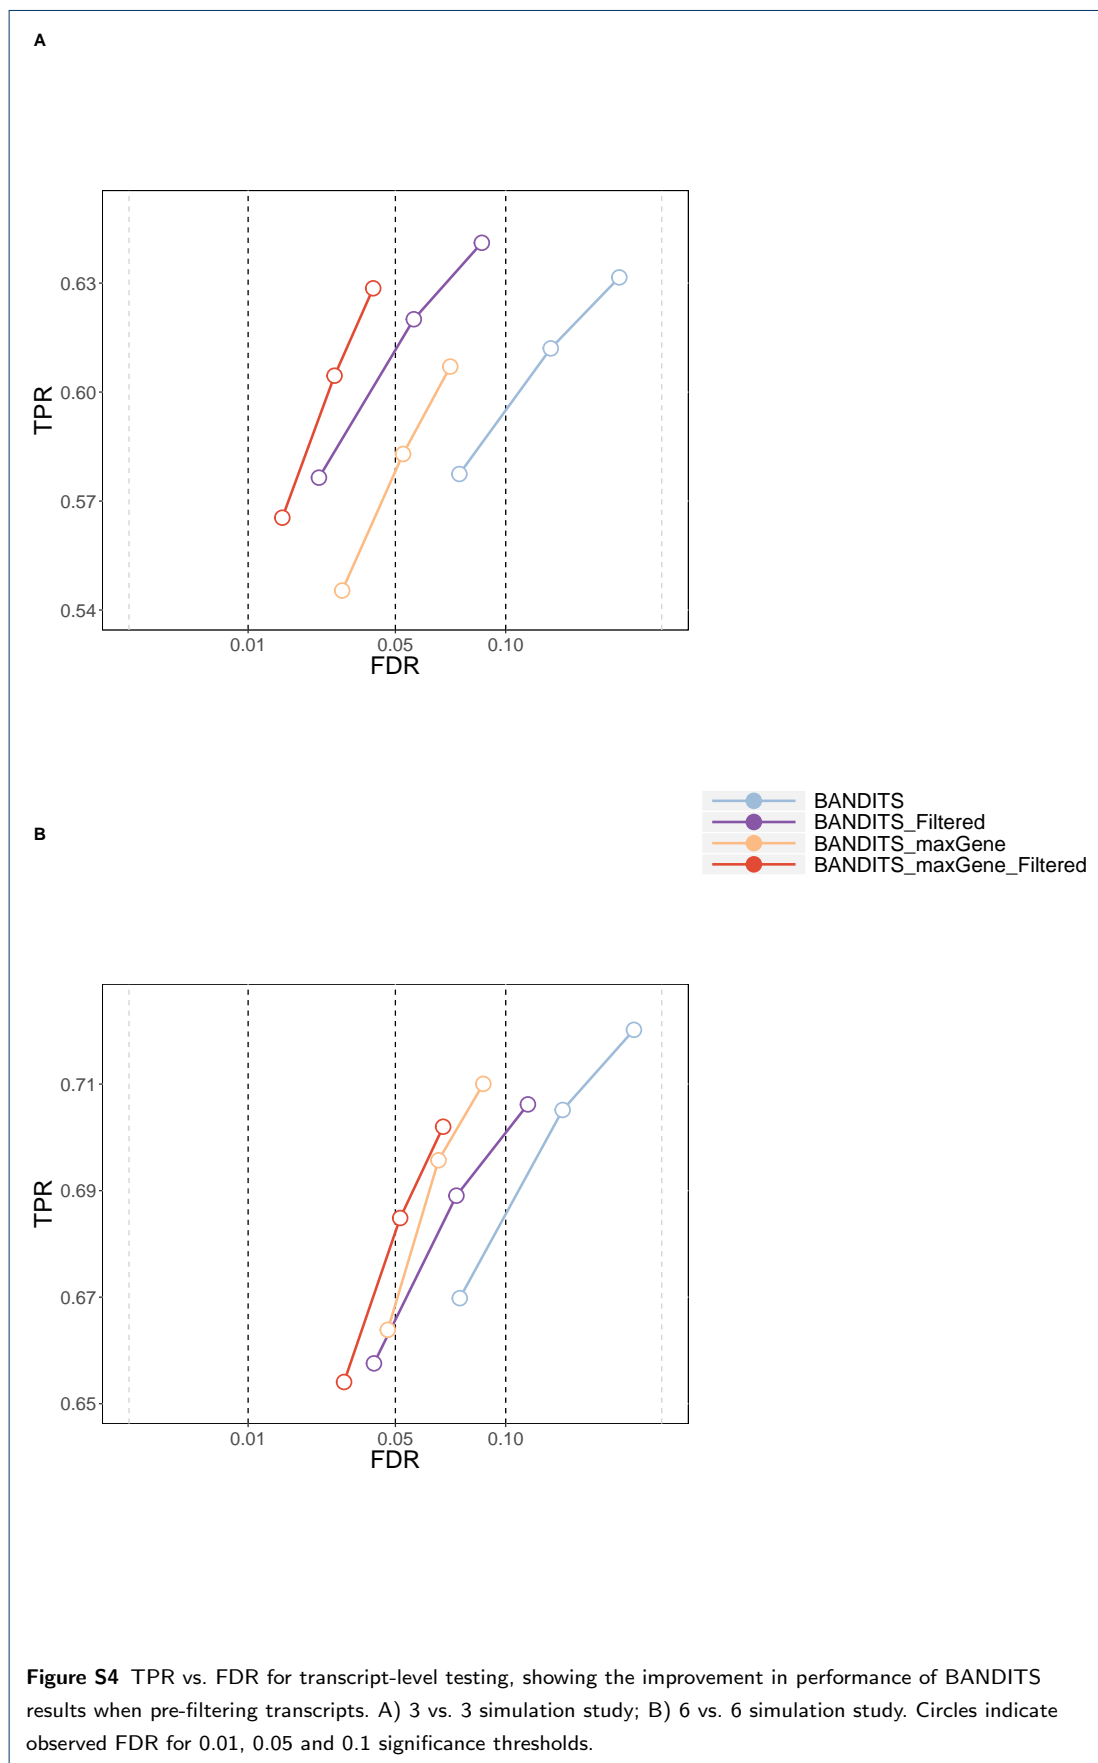 A
TPR
0.63
0.60
0.57
0.54
0.01 0.05 0.10
FDR
BANDITS
BANDITS_Filtered
BANDITS_maxGene
BANDITS_maxGene_Filtered
B
TPR
0.71
0.69
0.67
0.65
0.01 0.05 0.10
FDR
Figure S4 TPR vs. FDR for transcript-level testing, showing the improvement in performance of BANDITS
results when pre-filtering transcripts. A) 3 vs. 3 simulation study; B) 6 vs. 6 simulation study. Circles indicate
observed FDR for 0.01, 0.05 and 0.1 significance thresholds.